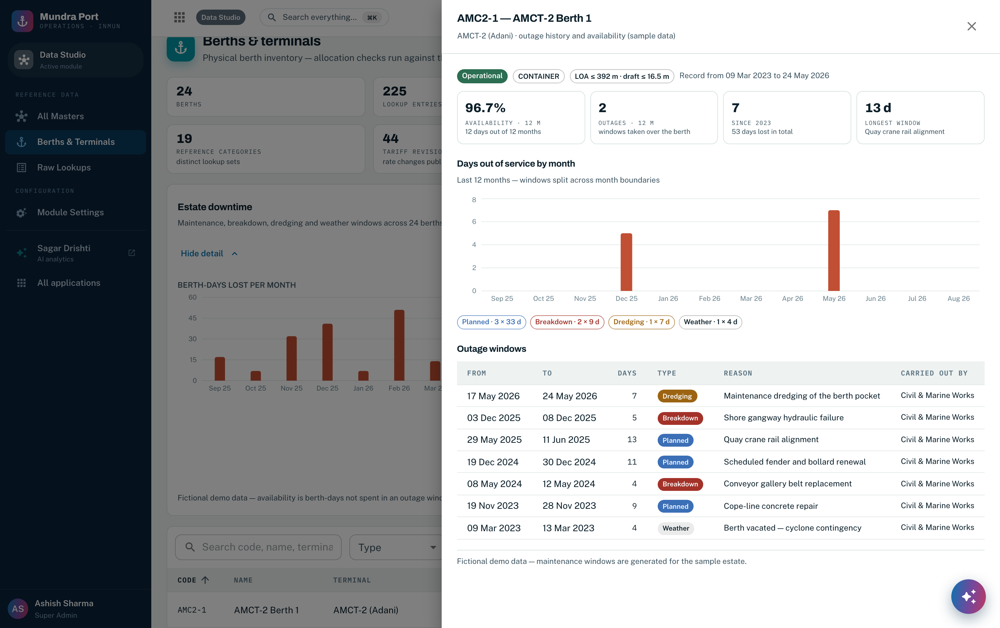 Mundra Port
OPERATIONS · INMUN
Data Studio
Active module
REFERENCE DATA
All Masters
Berths & Terminals
Raw Lookups
CONFIGURATION
Module Settings
Sagar Drishti
AI analytics
All applications
AS
Ashish Sharma
Super Admin
Data Studio
Search everything... ⌘K
Berths & terminals
Physical berth inventory — allocation checks run against
24
BERTHS
225
LOOKUP ENTRIES
19
REFERENCE CATEGORIES
distinct lookup sets
44
TARIFF
rate changes
Estate downtime
Maintenance, breakdown, dredging and weather windows across 24 berths
Hide detail
BERTH-DAYS LOST PER MONTH
60
45
30
15
0
Sep 25 Oct 25 Nov 25 Dec 25 Jan 26 Feb 26 Mar
Fictional demo data — availability is berth-days not spent in an outage
Search code, name,
Type
CODE NAME TERMINAL
AMC2-1 AMCT-2 Berth 1 AMCT-2 (Adani)
AMC2-1 — AMCT-2 Berth 1
AMCT-2 (Adani) · outage history and availability (sample data)
Operational CONTAINER LOA ≤ 392 m · draft ≤ 16.5 m Record from 09 Mar 2023 to 24 May 2026
96.7%
AVAILABILITY · 12 M
12 days out of 12 months
2
OUTAGES · 12 M
windows taken over the berth
7
SINCE 2023
53 days lost in total
13 d
LONGEST WINDOW
Quay crane rail alignment
Days out of service by month
Last 12 months — windows split across month boundaries
8
6
4
2
0
Sep 25 Oct 25 Nov 25 Dec 25 Jan 26 Feb 26 Mar 26 Apr 26 May 26 Jun 26 Jul 26 Aug 26
Planned · 3 × 33 d Breakdown · 2 × 9 d Dredging · 1 × 7 d Weather · 1 × 4 d
Outage windows
FROM TO DAYS TYPE REASON CARRIED OUT BY
17 May 2026 24 May 2026 7 Dredging Maintenance dredging of the berth pocket Civil & Marine Works
03 Dec 2025 08 Dec 2025 5 Breakdown Shore gangway hydraulic failure Civil & Marine Works
29 May 2025 11 Jun 2025 13 Planned Quay crane rail alignment Civil & Marine Works
19 Dec 2024 30 Dec 2024 11 Planned Scheduled fender and bollard renewal Civil & Marine Works
08 May 2024 12 May 2024 4 Breakdown Conveyor gallery belt replacement Civil & Marine Works
19 Nov 2023 28 Nov 2023 9 Planned Cope-line concrete repair Civil & Marine Works
09 Mar 2023 13 Mar 2023 4 Weather Berth vacated — cyclone contingency Civil & Marine Works
Fictional demo data — maintenance windows are generated for the sample estate.